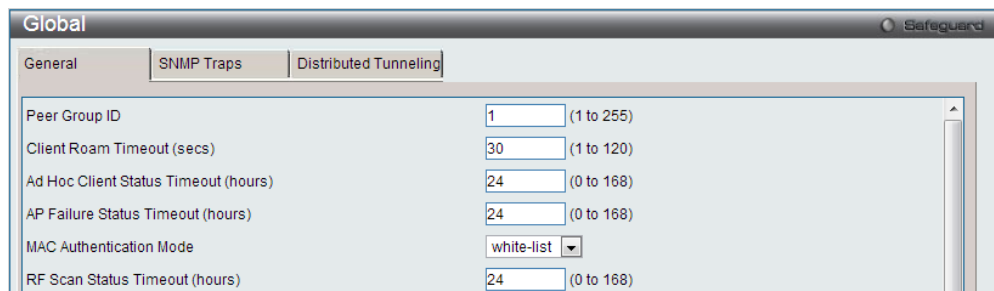 Global
Safeguard
General SNMP Traps Distributed Tunneling
Peer Group ID 1 (1 to 255)
Client Roam Timeout (secs) 30 (1 to 120)
Ad Hoc Client Status Timeout (hours) 24 (0 to 168)
AP Failure Status Timeout (hours) 24 (0 to 168)
MAC Authentication Mode white-list
RF Scan Status Timeout (hours) 24 (0 to 168)